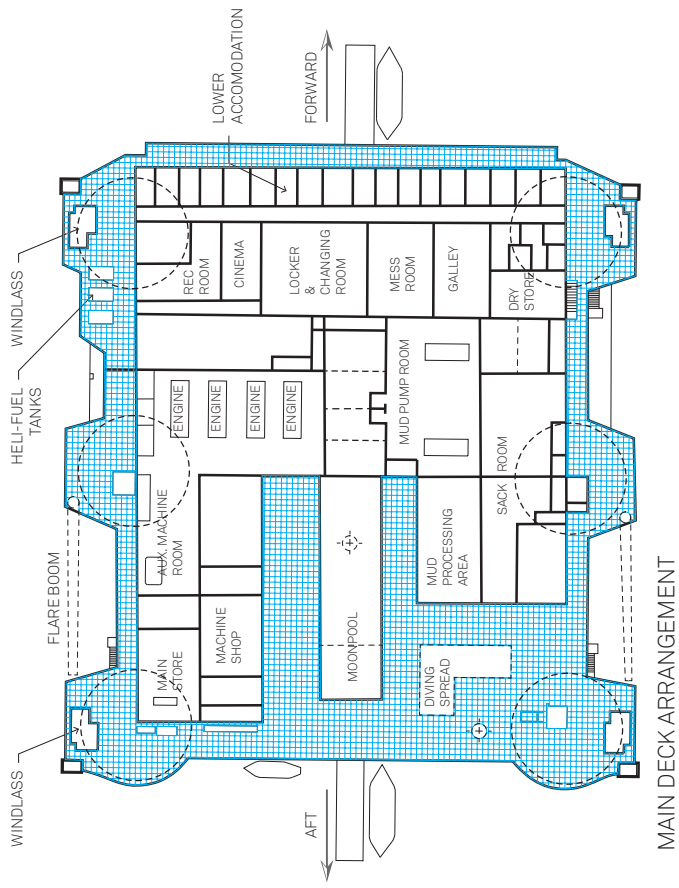 WINDLASS
HELI-FUEL
TANKS
FLARE BOOM
WINDLASS
LOWER
ACCOMODATION
FORWARD
AFT
REC
ROOM
CINEMA
LOCKER
&
CHANGING
ROOM
MESS
ROOM
GALLEY
DRY
STORE
ENGINE
ENGINE
ENGINE
ENGINE
MUD PUMP ROOM
SACK ROOM
AUX. MACHINE
ROOM
MUD
PROCESSING
AREA
MACHINE
SHOP
MAIN
STORE
MOONPOOL
DIVING
SPREAD
MAIN DECK ARRANGEMENT